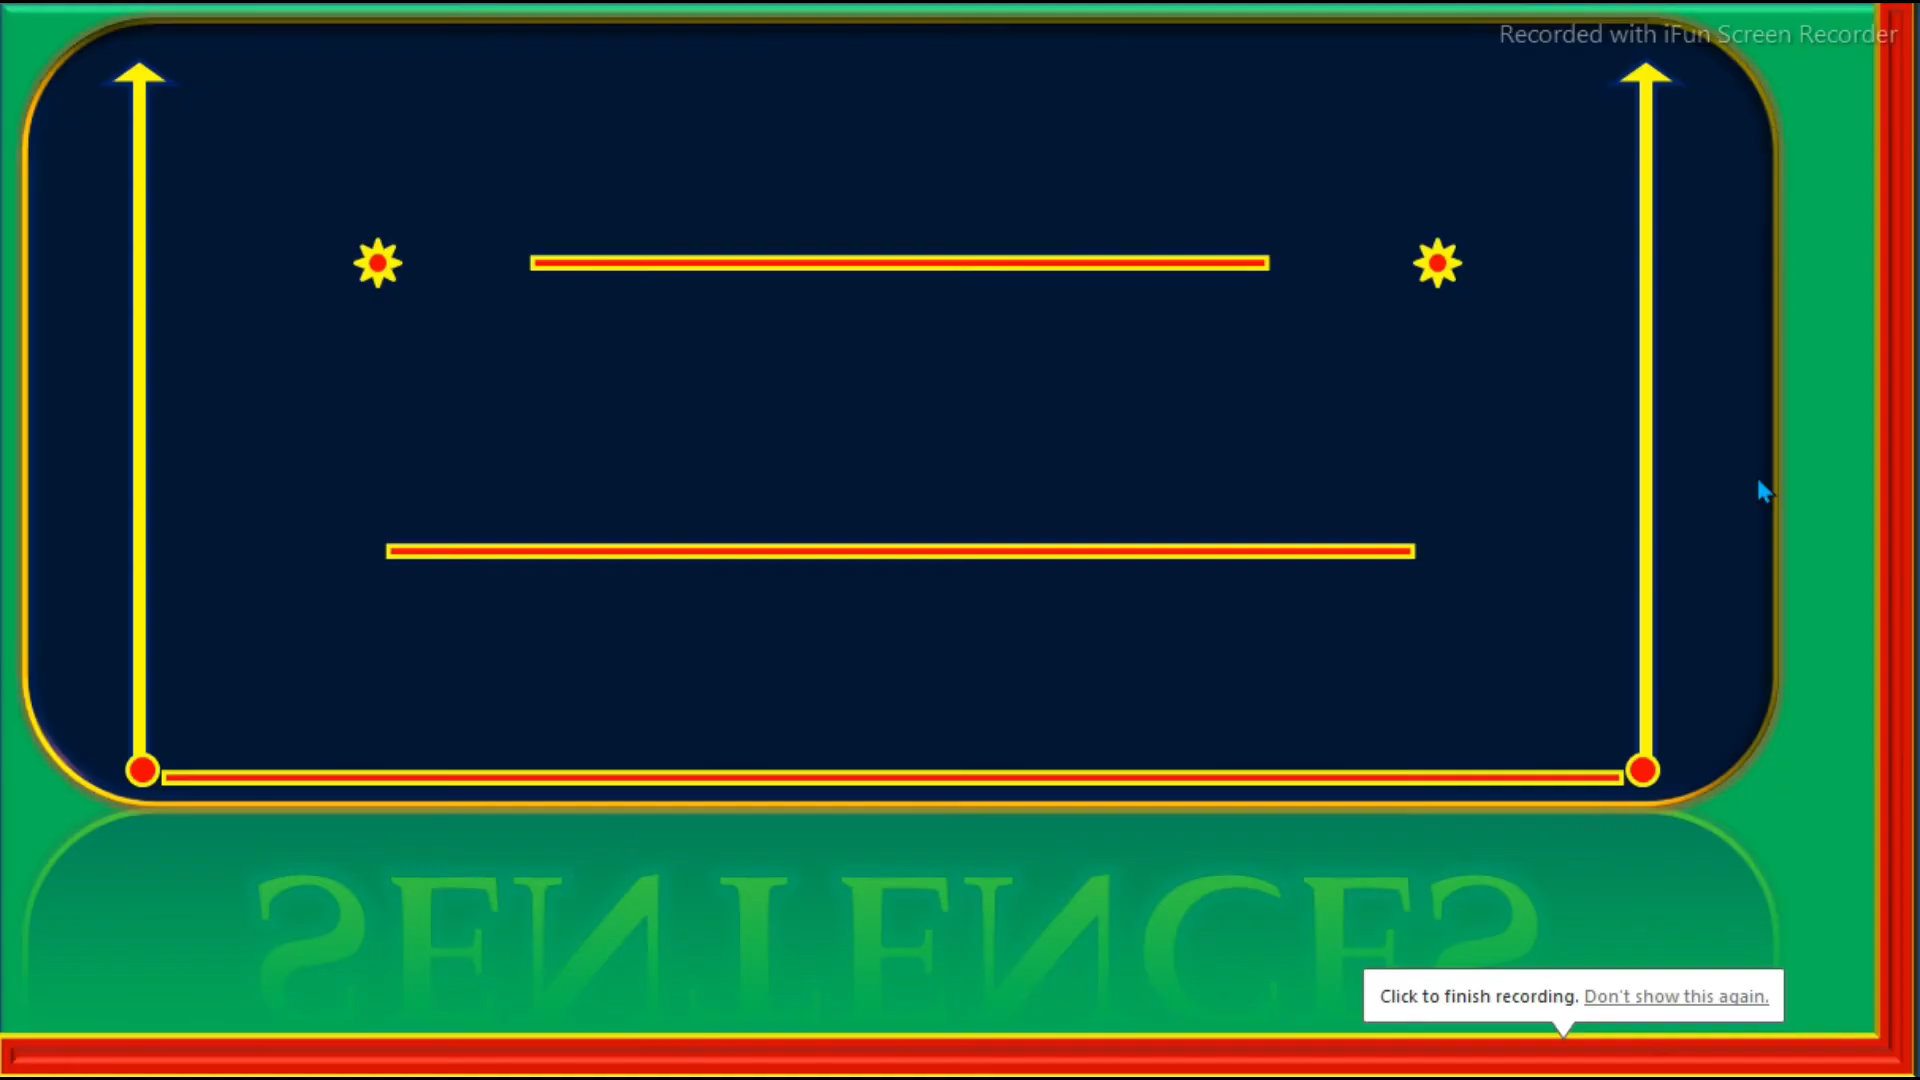 Recorded with iFun Screen Recorder
SENTENCES
Click to finish recording. Don't show this again.